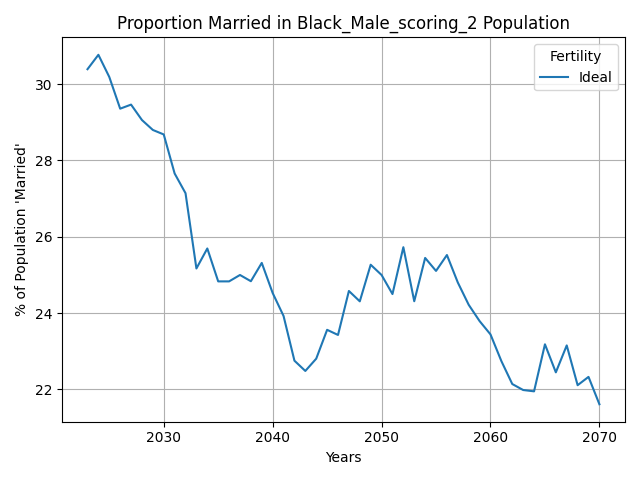 Proportion Married in Black_Male_scoring_2 Population
Fertility
Ideal
% of Population 'Married'
30
28
26
24
22
2030 2040 2050 2060 2070
Years